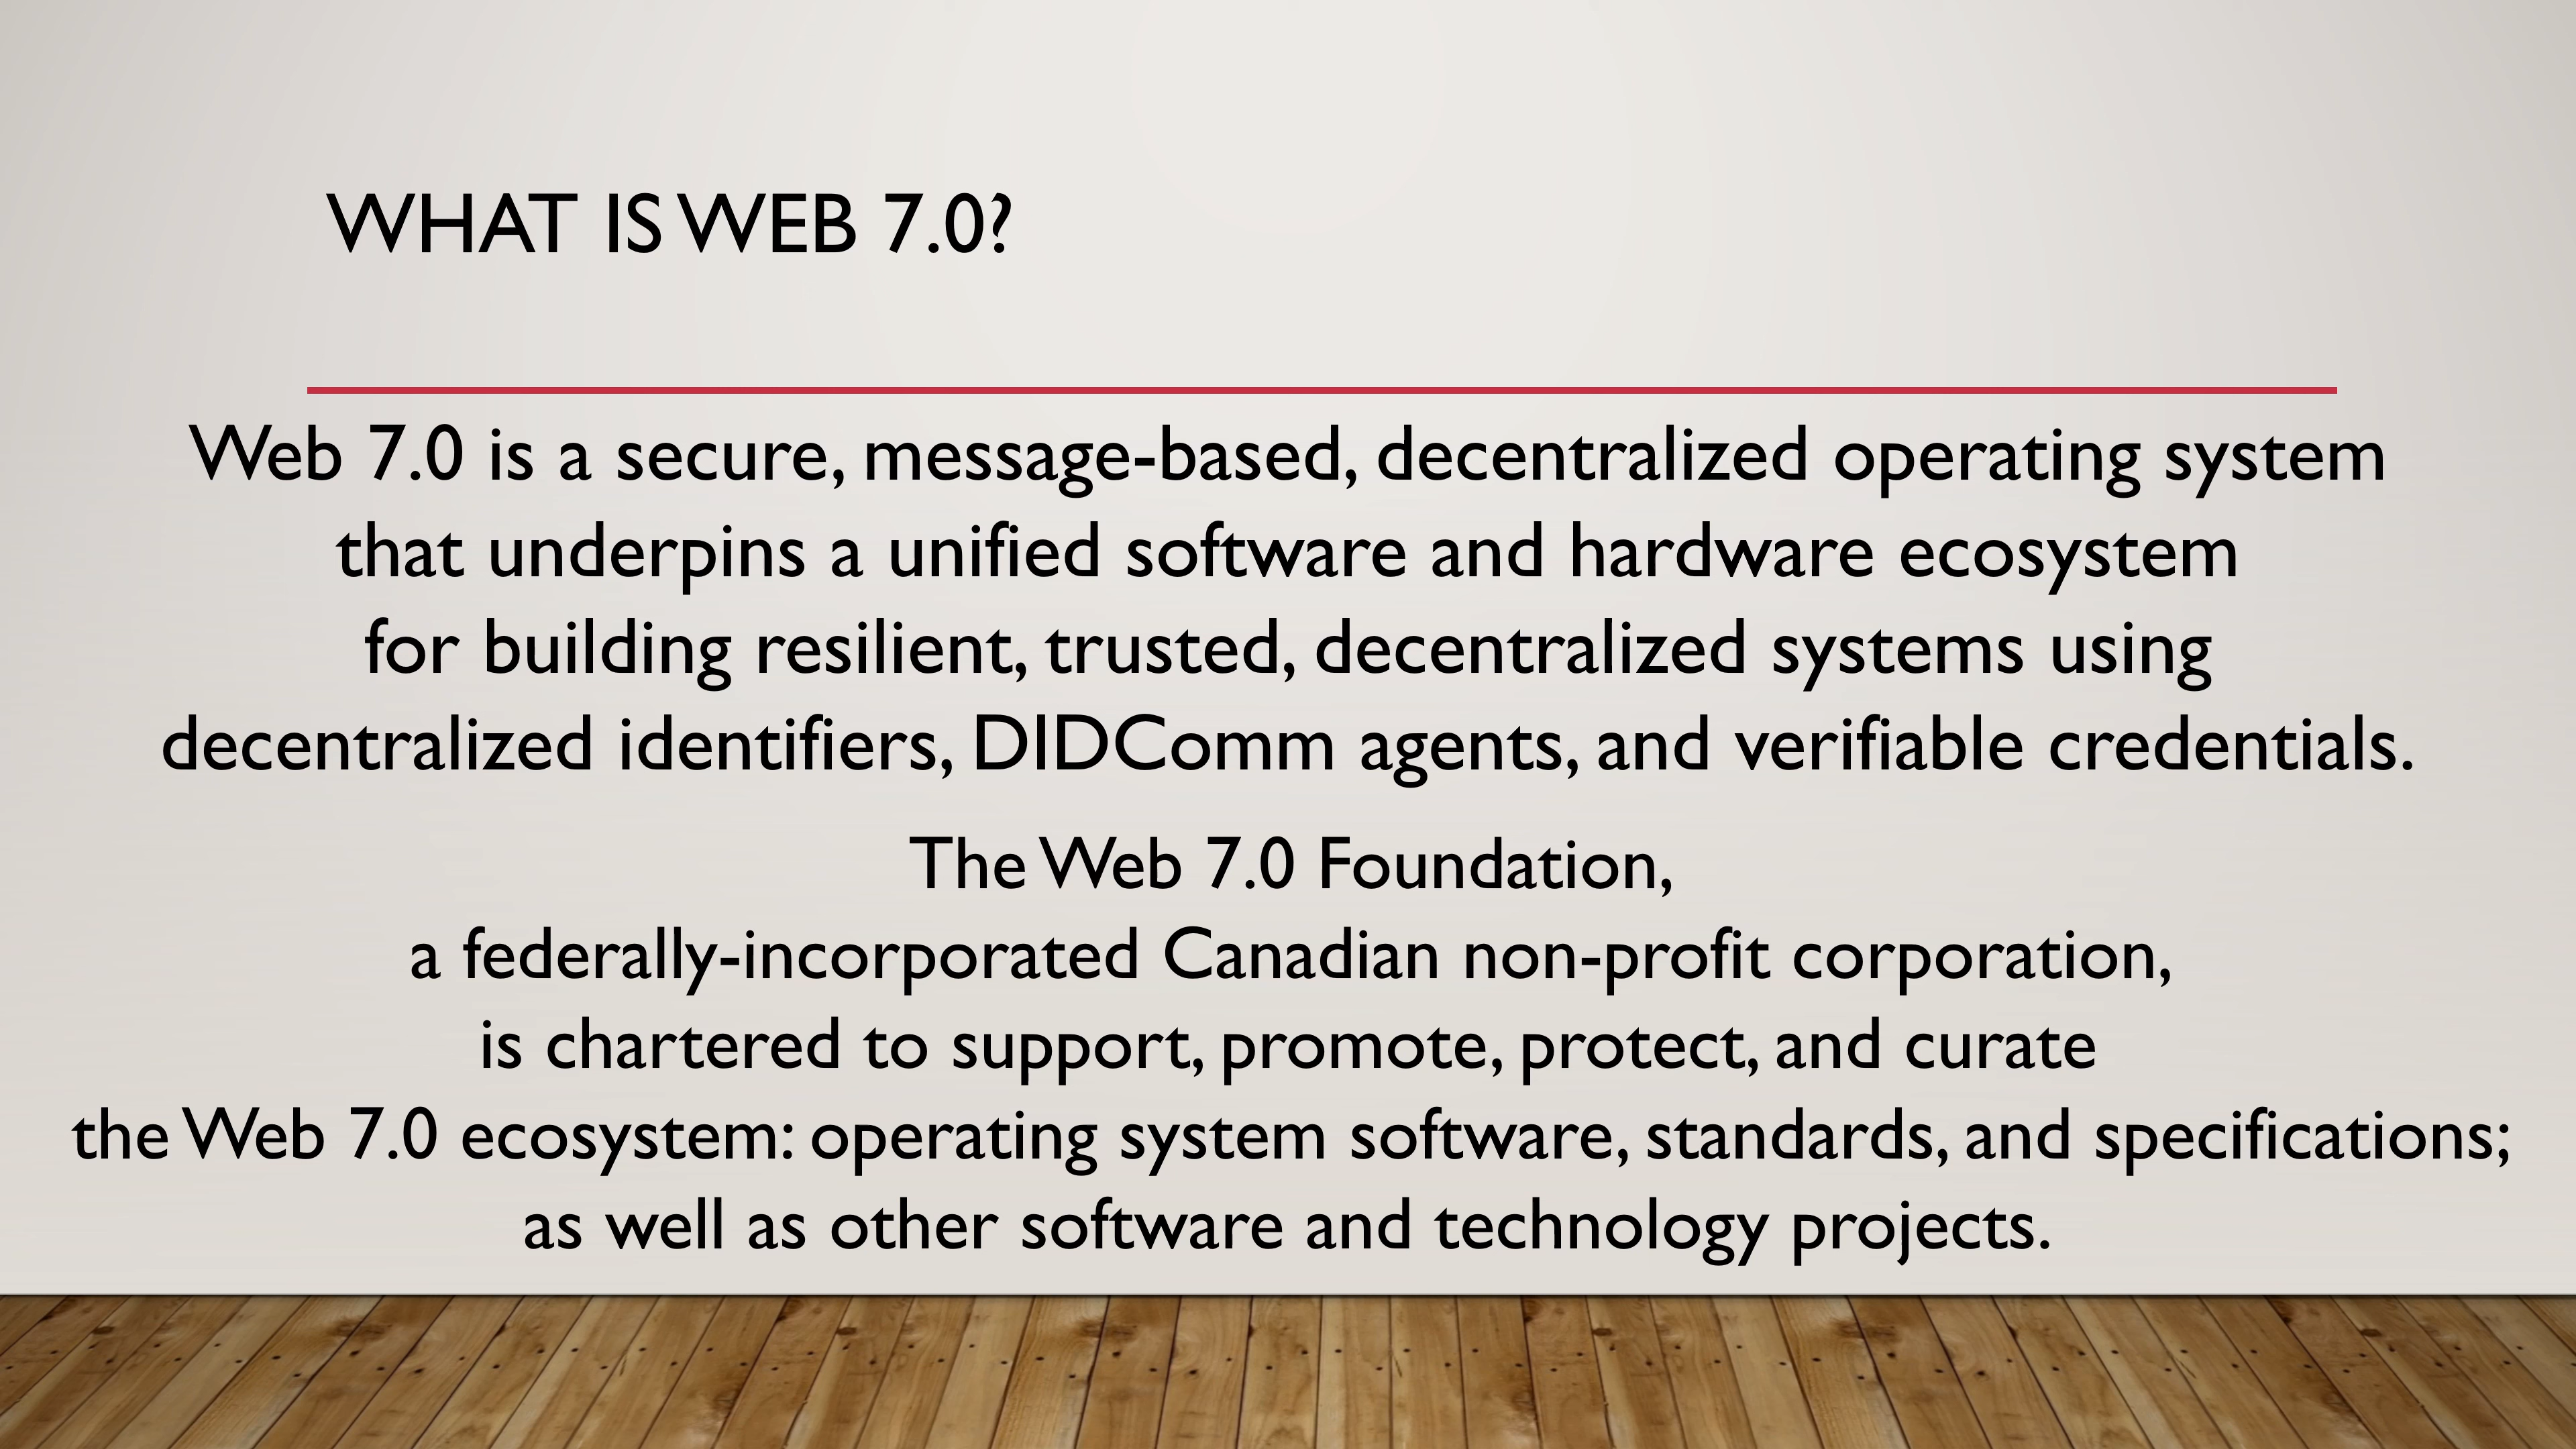 WHAT IS WEB 7.0?
Web 7.0 is a secure, message-based, decentralized operating system
that underpins a unified software and hardware ecosystem
for building resilient, trusted, decentralized systems using
decentralized identifiers, DIDComm agents, and verifiable credentials.
The Web 7.0 Foundation,
a federally-incorporated Canadian non-profit corporation,
is chartered to support, promote, protect, and curate
the Web 7.0 ecosystem: operating system software, standards, and specifications;
as well as other software and technology projects.